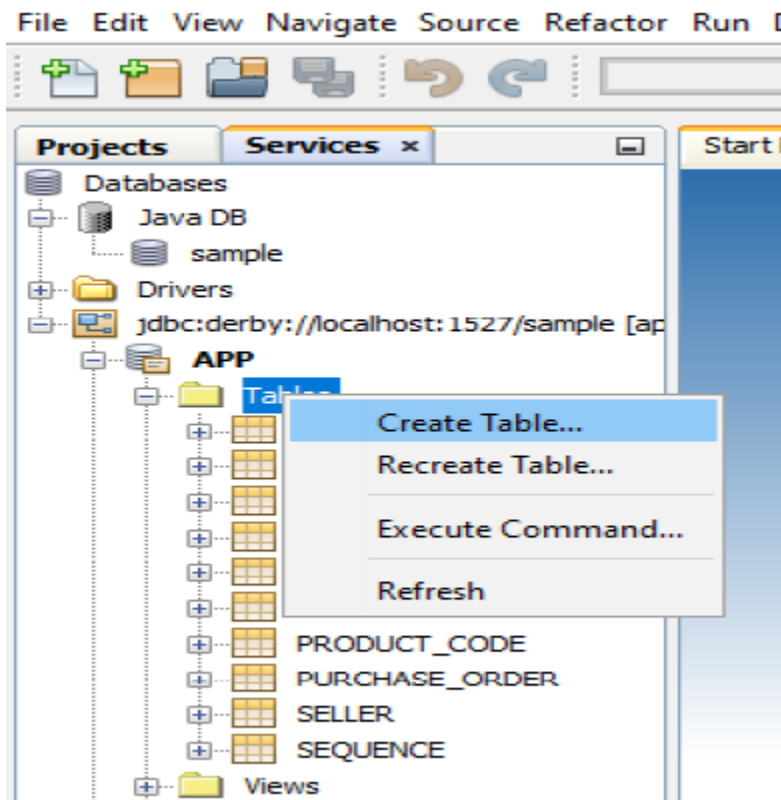 File Edit View Navigate Source Refactor Run
Projects Services × Start
Databases
Java DB
sample
Drivers
jdbc:derby://localhost:1527/sample [ap
APP
Tables
Create Table...
Recreate Table...
Execute Command...
Refresh
PRODUCT_CODE
PURCHASE_ORDER
SELLER
SEQUENCE
Views